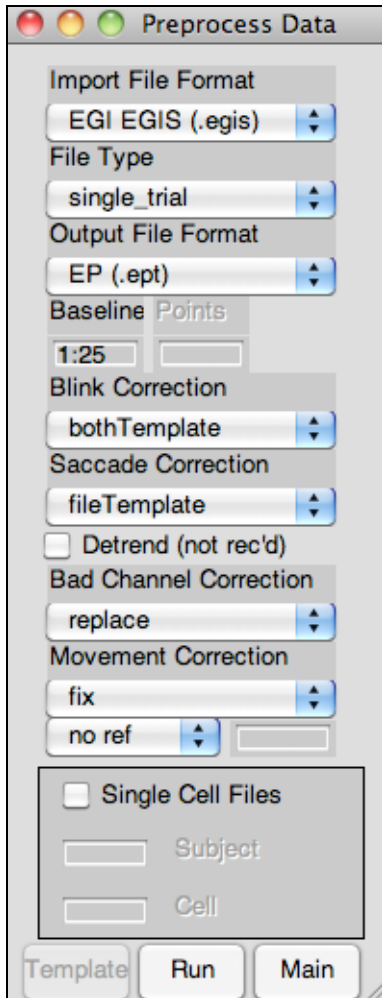 Preprocess Data
Import File Format
EGI EGIS (.egis)
File Type
single_trial
Output File Format
EP (.ept)
Baseline Points
1:25
Blink Correction
bothTemplate
Saccade Correction
fileTemplate
Detrend (not rec'd)
Bad Channel Correction
replace
Movement Correction
fix
no ref
Single Cell Files
Subject
Cell
Template Run Main